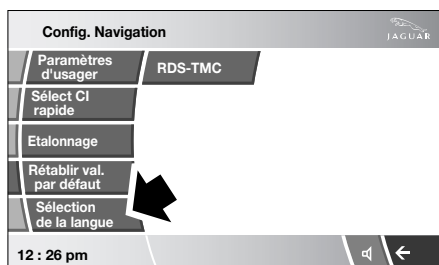 Config. Navigation
JAGUAR
Paramètres
d'usager
RDS-TMC
Sélect CI
rapide
Etalonnage
Rétablir val.
par défaut
Sélection
de la langue
12 : 26 pm